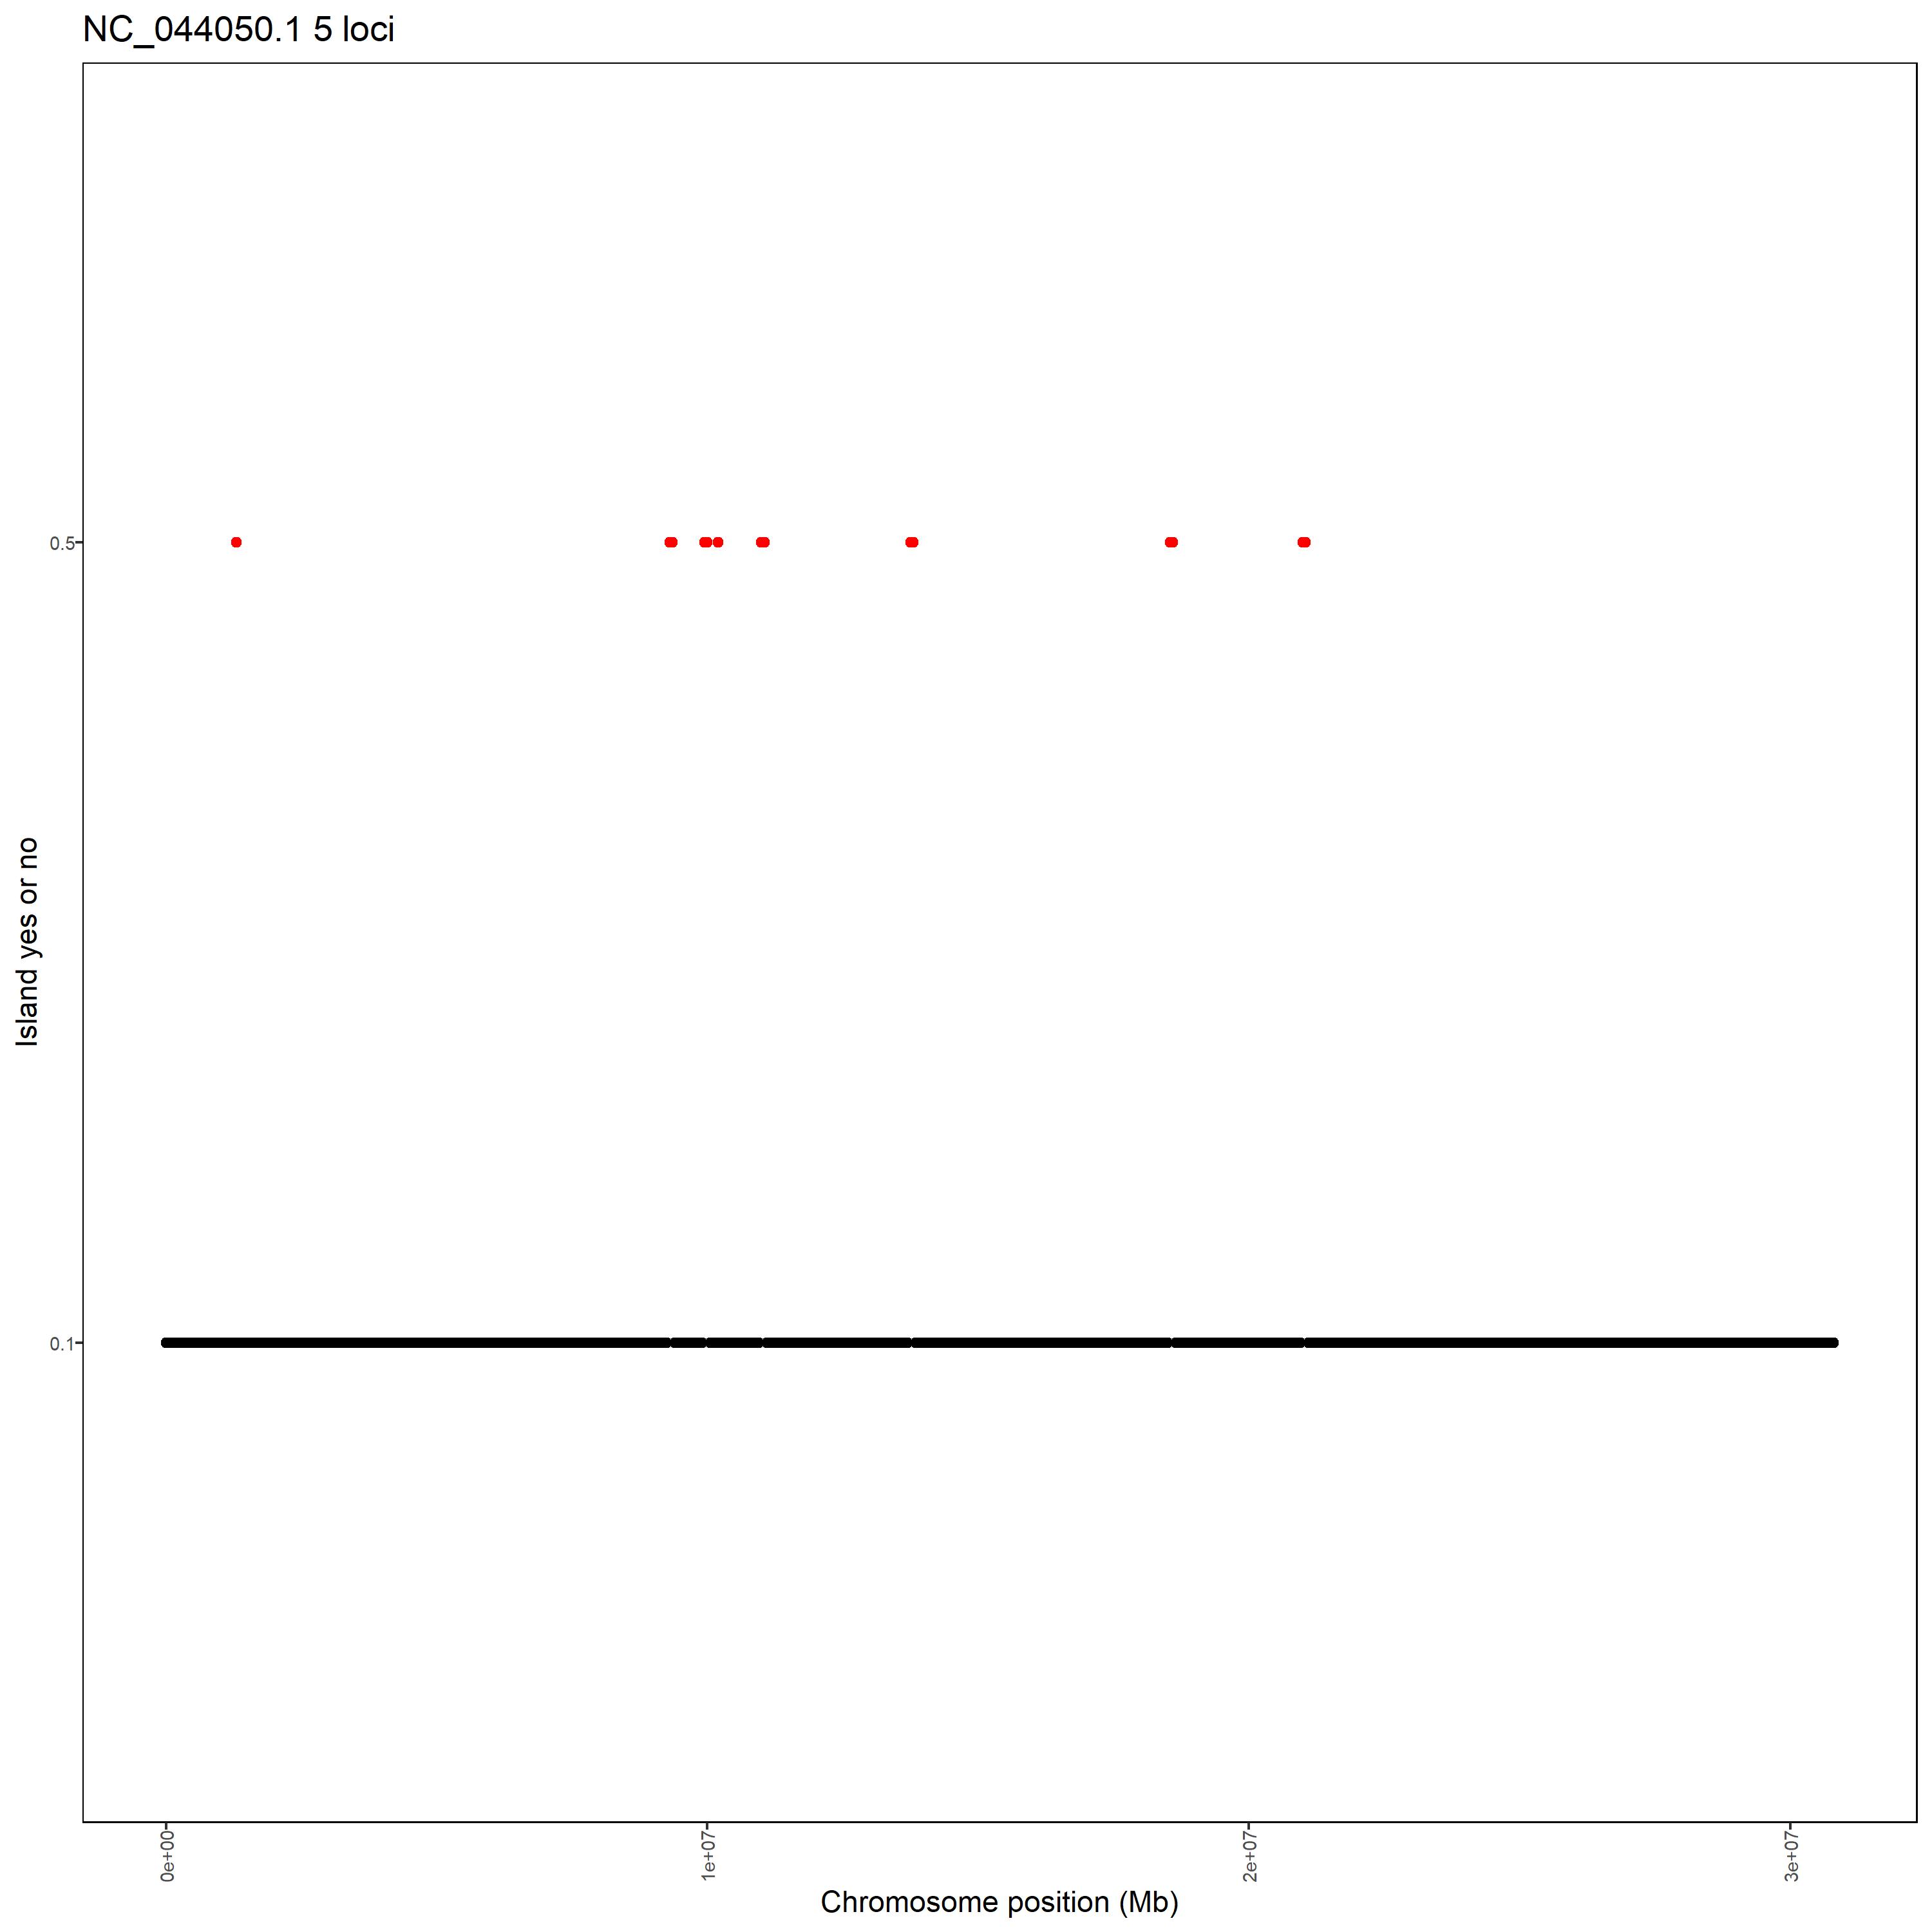 NC_044050.1 5 loci
Island yes or no
0.5
0.1
0e+00
1e+07
2e+07
3e+07
Chromosome position (Mb)